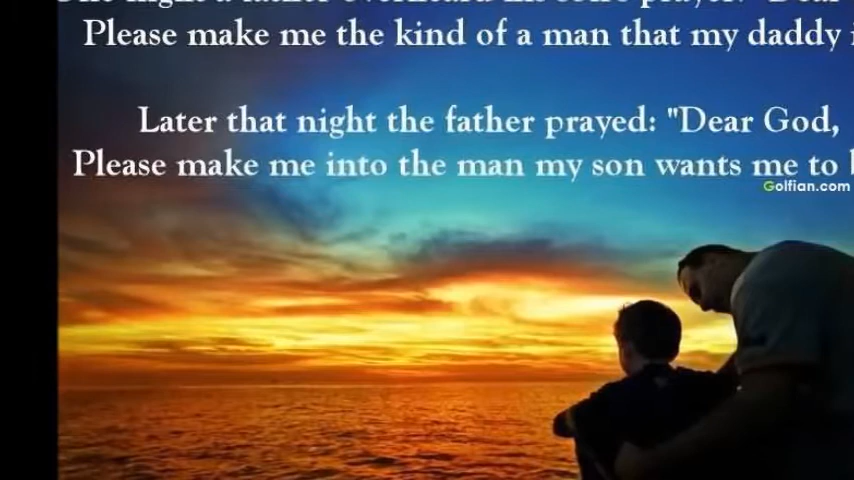 Please make me the kind of a man that my daddy
Later that night the father prayed: "Dear God,
Please make me into the man my son wants me to
Golfian.com